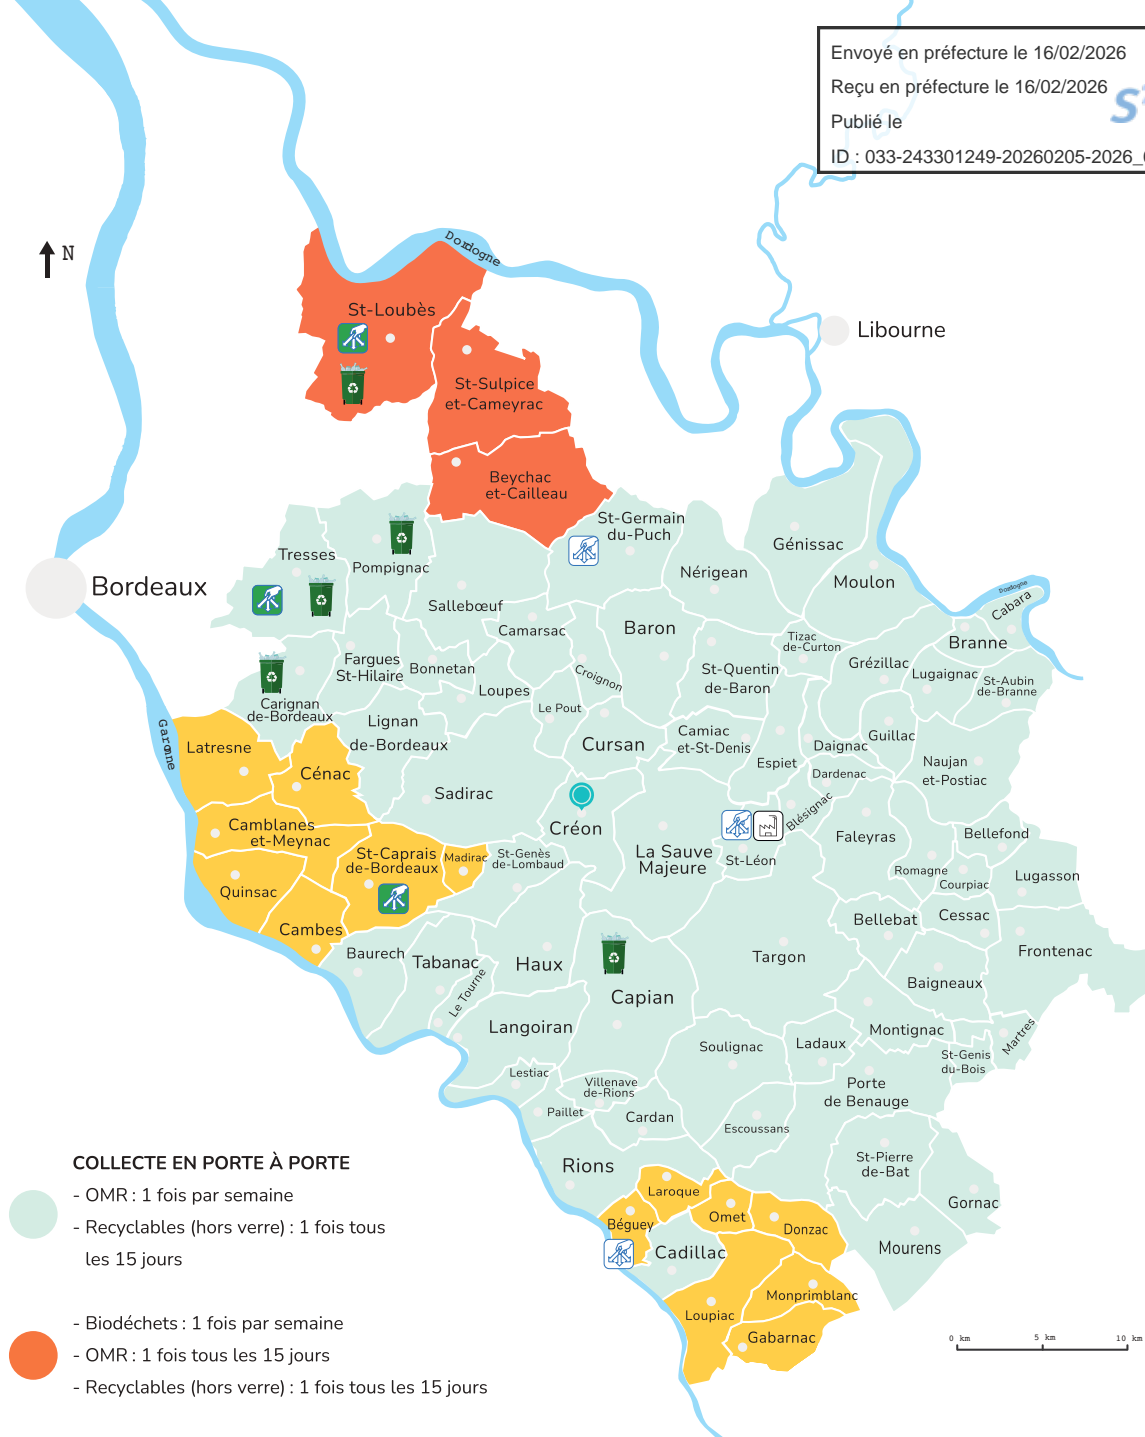 Envoyé en préfecture le 16/02/2026
Reçu en préfecture le 16/02/2026
Publié le
ID : 033-243301249-20260205-2026_
N
Dordogne
St-Loubès
Libourne
St-Sulpice
et-Cameyrac
Beychac
et-Cailleau
St-Germain
du-Puch
Génissac
Tresses
Pompignac
Nérigean
Moulon
Bordeaux
Dordogne
Cabara
Sallebœuf
Camarsac
Baron
Tizac
de-Curton
Branne
Fargues
St-Hilaire
Bonnetan
Croignon
St-Quentin
de-Baron
Grézillac
Lugaignac
St-Aubin
de-Branne
Loupes
Le Pout
Carignan
de-Bordeaux
Lignan
de-Bordeaux
Garonne
Latresne
Cursan
Camiac
et-St-Denis
Daignac
Guillac
Espiet
Naujan
et-Postiac
Cénac
Dardenac
Sadirac
Blésignac
Créon
Camblanes
et-Meynac
Faleyras
Bellefond
St-Caprais
de-Bordeaux
Madirac
St-Genès
de-Lombaud
La Sauve
Majeure
St-Léon
Romagne
Courpiac
Lugasson
Quinsac
Cambes
Bellebat
Cessac
Baurech
Tabanac
Haux
Targon
Frontenac
Le Tourne
Capian
Baigneaux
Langoiran
Montignac
Martres
Soulignac
Ladaux
St-Genis
du-Bois
Lestiac
Villenave
de-Rions
Porte
de Benauge
Paillet
Cardan
Escoussans
Rions
St-Pierre
de-Bat
Laroque
Gornac
Béguey
Omet
Donzac
Cadillac
Mourens
Monprimblanc
Loupiac
Gabarnac
0 km
5 km
10 km
COLLECTE EN PORTE À PORTE
- OMR : 1 fois par semaine
- Recyclables (hors verre) : 1 fois tous
les 15 jours
- Biodéchets : 1 fois par semaine
- OMR : 1 fois tous les 15 jours
- Recyclables (hors verre) : 1 fois tous les 15 jours